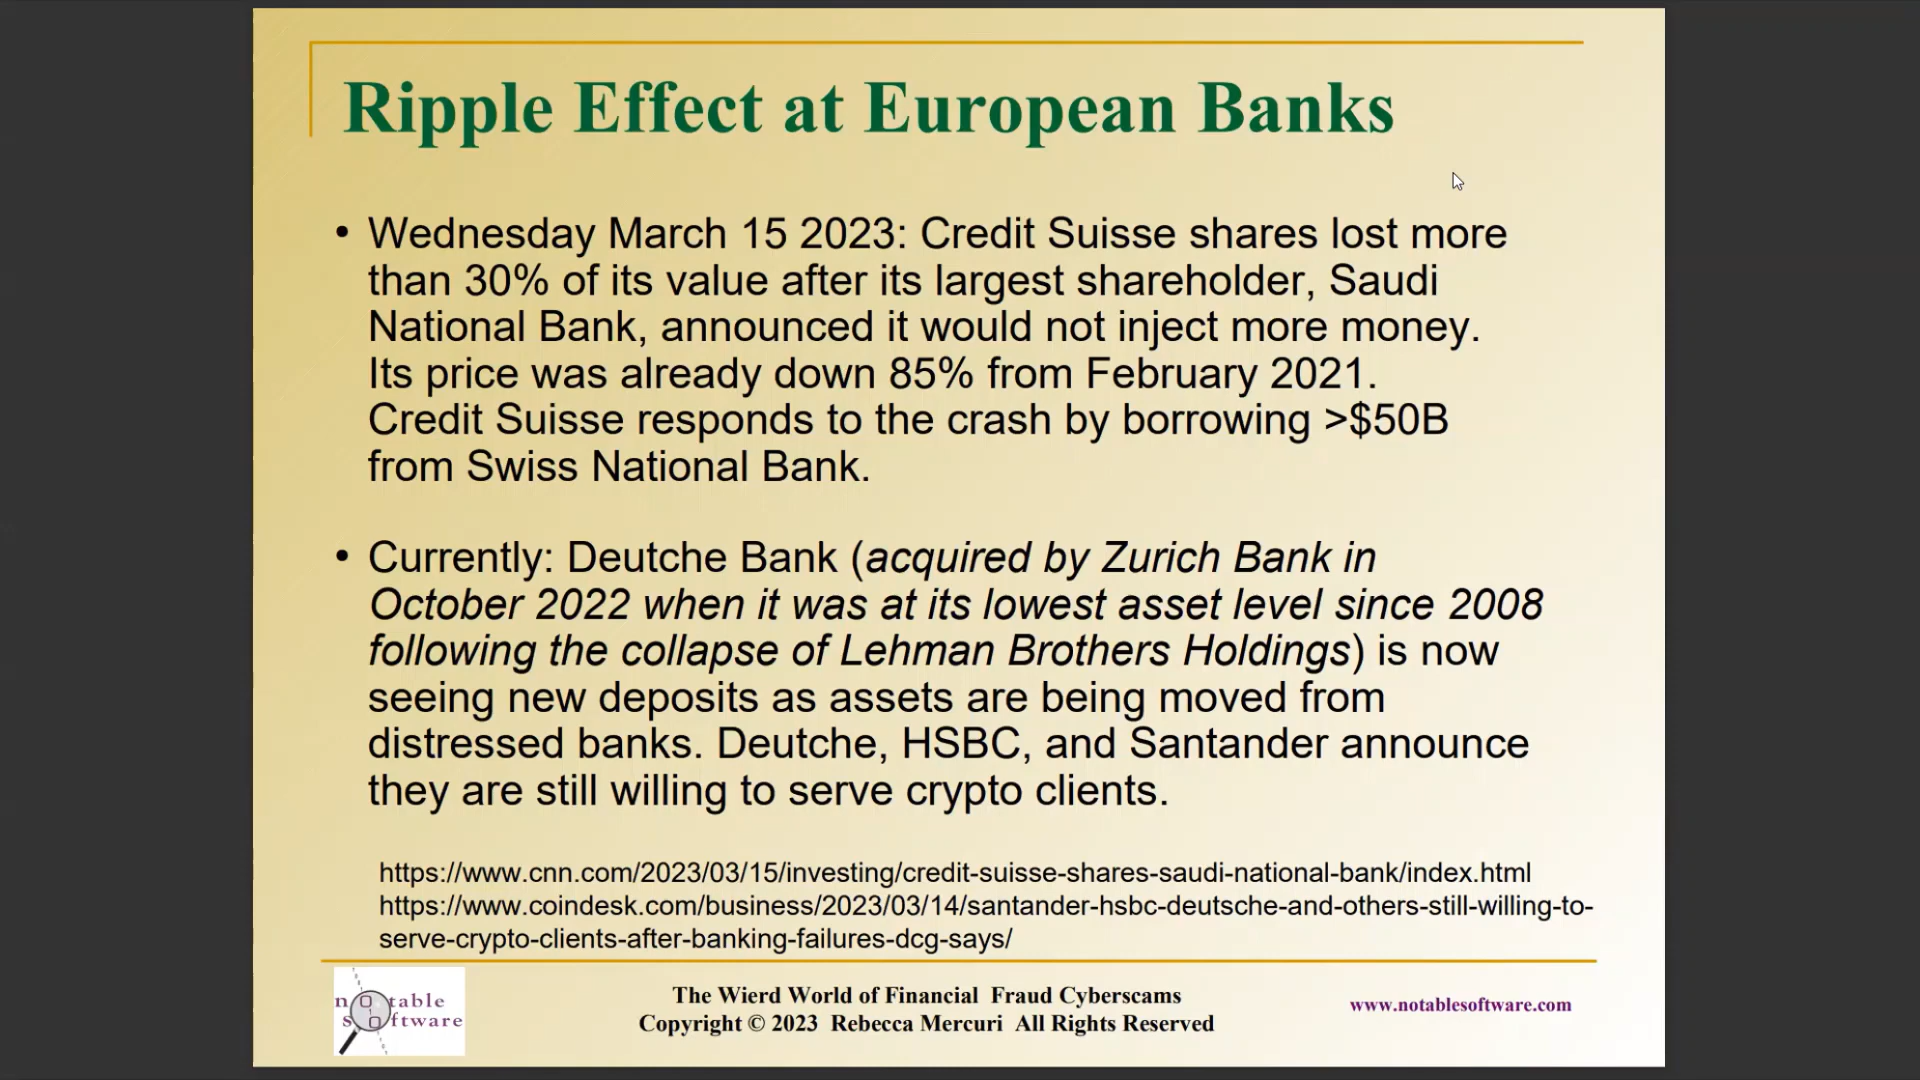 Ripple Effect at European Banks
• Wednesday March 15 2023: Credit Suisse shares lost more
than 30% of its value after its largest shareholder, Saudi
National Bank, announced it would not inject more money.
Its price was already down 85% from February 2021.
Credit Suisse responds to the crash by borrowing >$50B
from Swiss National Bank.
• Currently: Deutche Bank (acquired by Zurich Bank in
October 2022 when it was at its lowest asset level since 2008
following the collapse of Lehman Brothers Holdings) is now
seeing new deposits as assets are being moved from
distressed banks. Deutche, HSBC, and Santander announce
they are still willing to serve crypto clients.
https://www.cnn.com/2023/03/15/investing/credit-suisse-shares-saudi-national-bank/index.html
https://www.coindesk.com/business/2023/03/14/santander-hsbc-deutsche-and-others-still-willing-to-
serve-crypto-clients-after-banking-failures-dcg-says/
notable
software
The Wierd World of Financial Fraud Cyberscams
Copyright © 2023 Rebecca Mercuri All Rights Reserved
www.notablesoftware.com